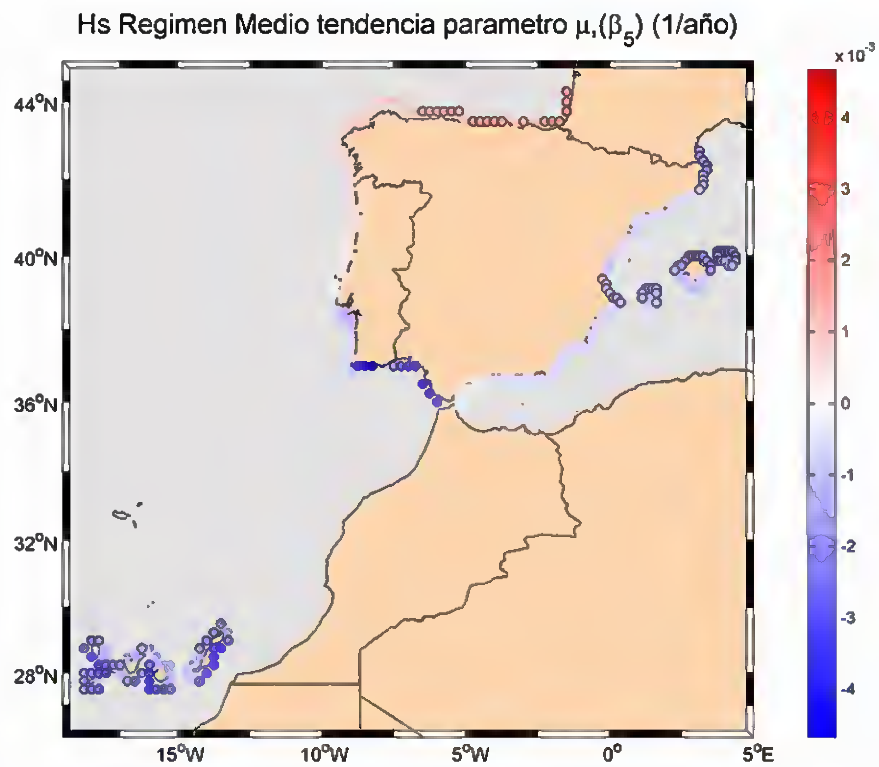 Hs Regimen Medio tendencia parametro μ,(β₅) (1/año)
x 10⁻³
44°N
40°N
36°N
32°N
28°N
15°W
10°W
5°W
0°
5°E
4
3
2
1
0
-1
-2
-3
-4